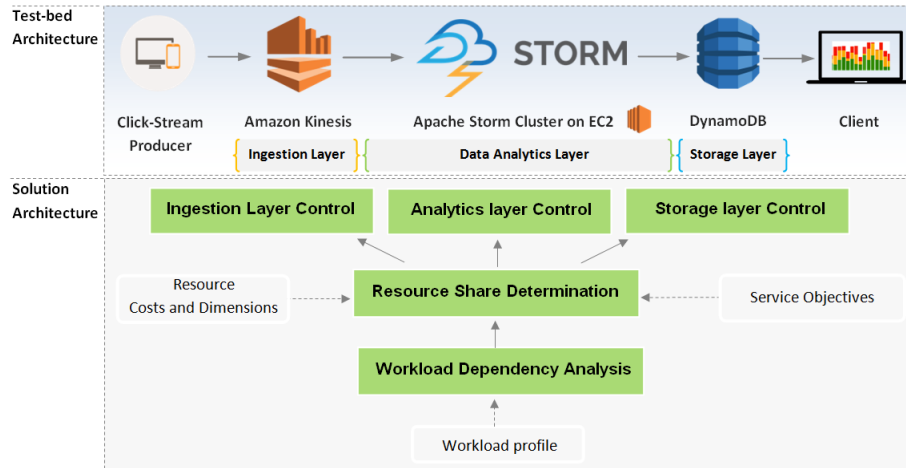 Test-bed
Architecture
STORM
Click-Stream
Producer
Amazon Kinesis
Apache Storm Cluster on EC2
DynamoDB
Client
Ingestion Layer
Data Analytics Layer
Storage Layer
Solution
Architecture
Ingestion Layer Control
Analytics layer Control
Storage layer Control
Resource
Costs and Dimensions
Resource Share Determination
Service Objectives
Workload Dependency Analysis
Workload profile